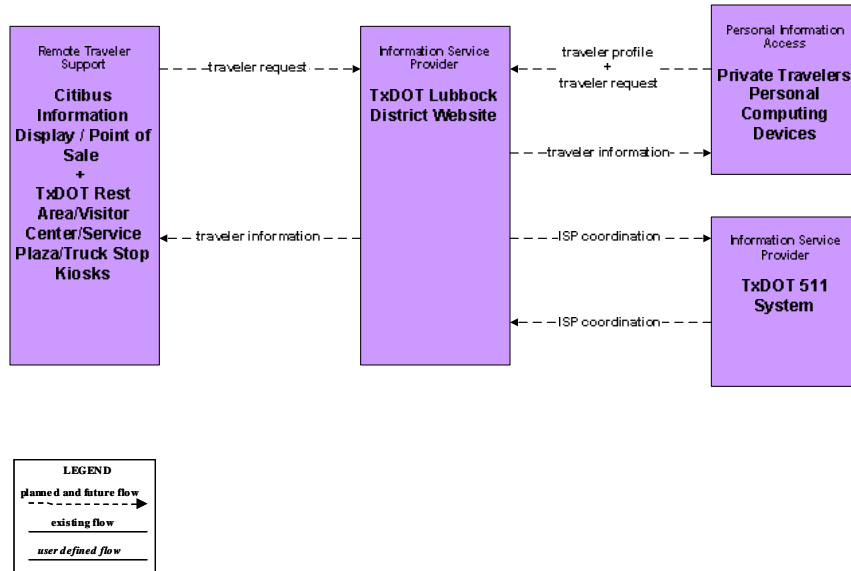 Remote Traveler
Support
Citibus
Information
Display / Point of
Sale
+
TxDOT Rest
Area/Visitor
Center/Service
Plaza/Truck Stop
Kiosks
traveler request
traveler information
Information Service
Provider
TxDOT Lubbock
District Website
traveler profile
+
traveler request
traveler information
ISP coordination
ISP coordination
Personal Information
Access
Private Travelers
Personal
Computing
Devices
Information Service
Provider
TxDOT 511
System
LEGEND
planned and future flow
existing flow
user defined flow